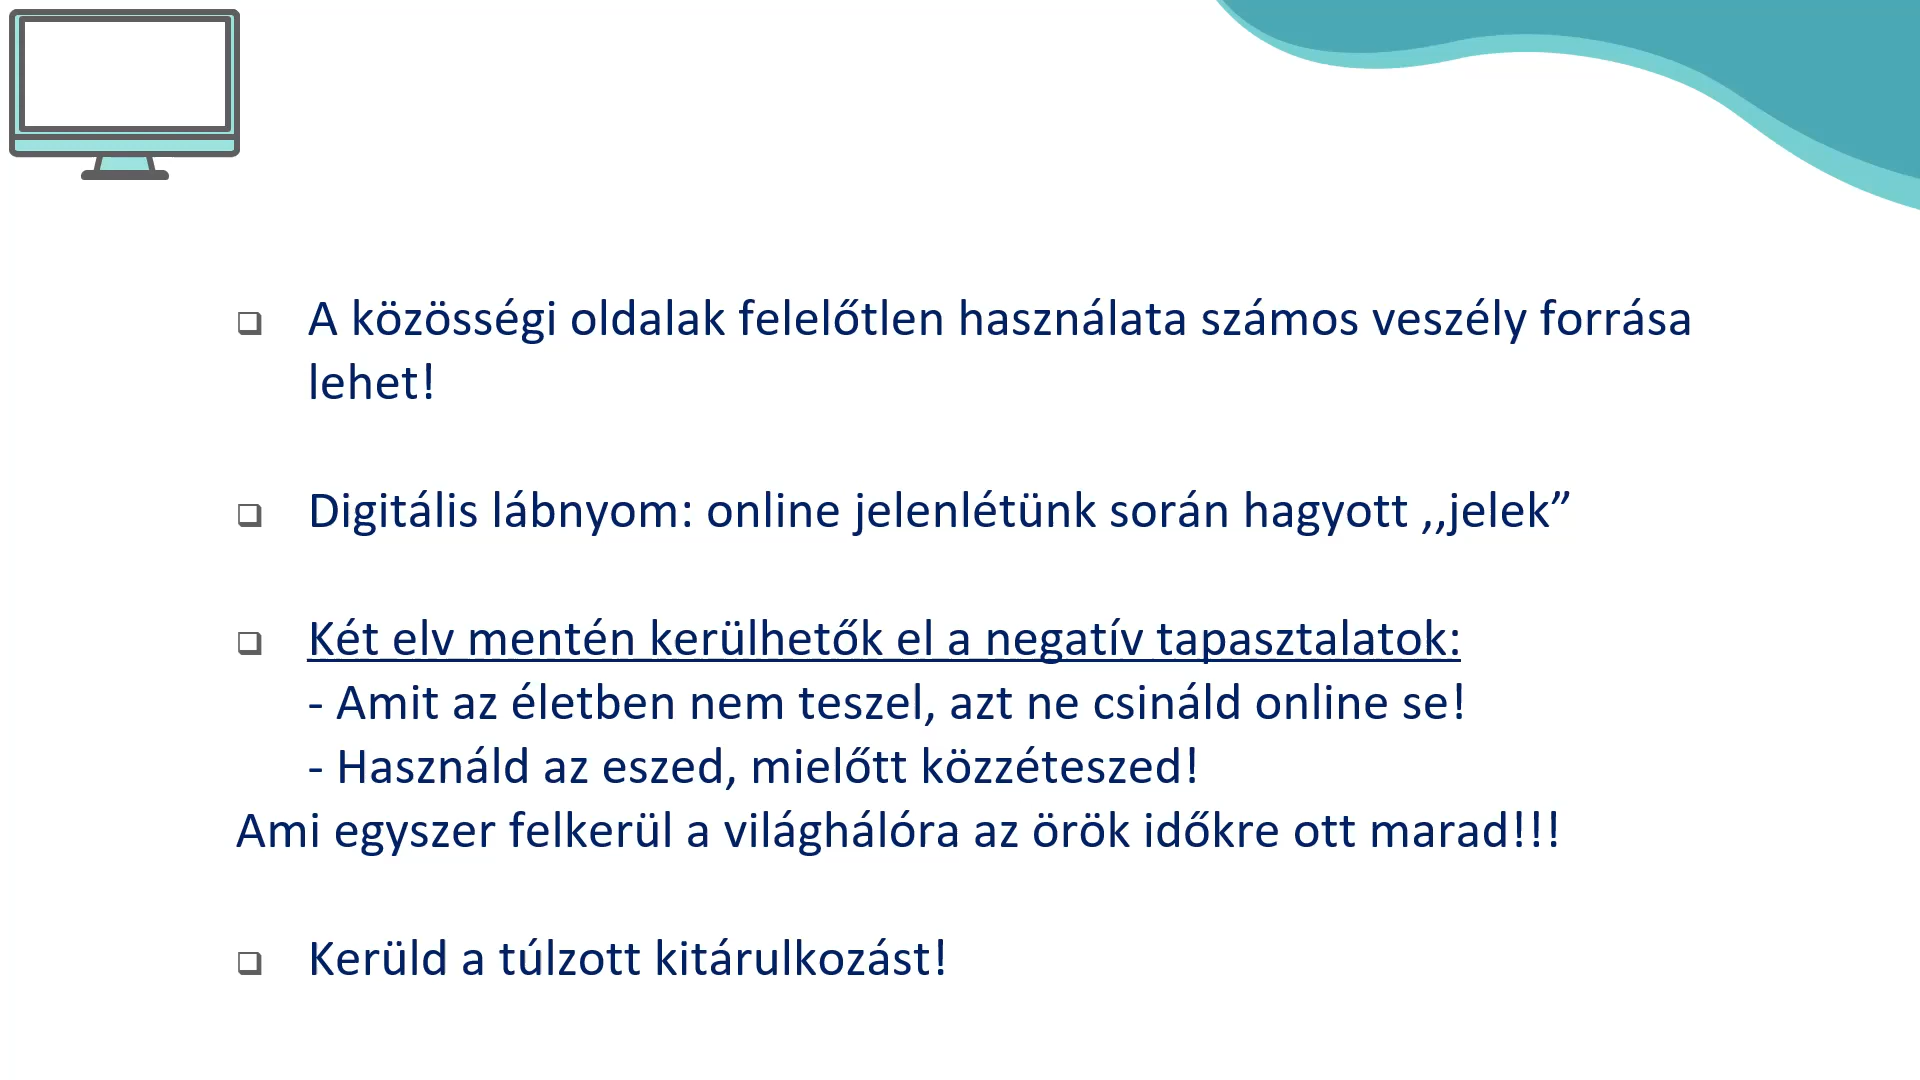 A közösségi oldalak felelőtlen használata számos veszély forrása
lehet!
Digitális lábnyom: online jelenlétünk során hagyott ,,jelek”
Két elv mentén kerülhetők el a negatív tapasztalatok:
- Amit az életben nem teszel, azt ne csináld online se!
- Használd az eszed, mielőtt közzéteszed!
Ami egyszer felkerül a világhálóra az örök időkre ott marad!!!
Kerüld a túlzott kitárulkozást!